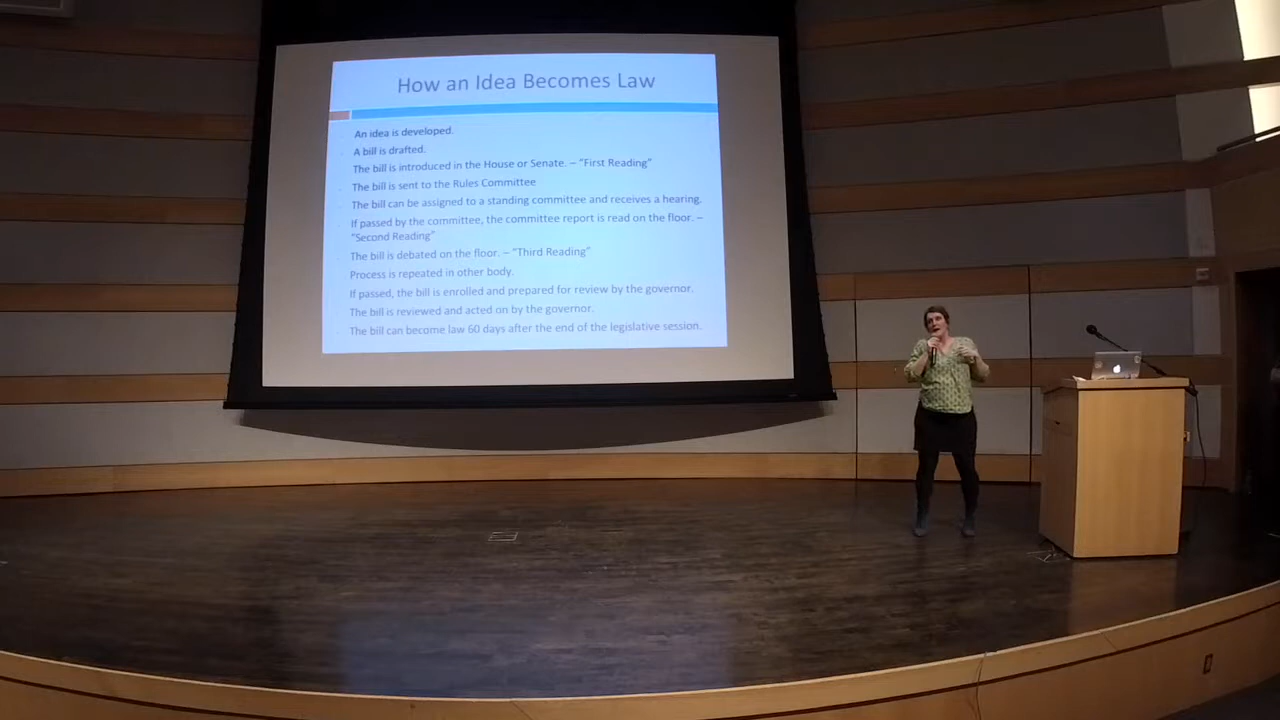 How an Idea Becomes Law
An idea is developed.
A bill is drafted.
The bill is introduced in the House or Senate. – “First Reading”
The bill is sent to the Rules Committee
The bill can be assigned to a standing committee and receives a hearing.
If passed by the committee, the committee report is read on the floor. –
“Second Reading”
The bill is debated on the floor. – “Third Reading”
Process is repeated in other body.
If passed, the bill is enrolled and prepared for review by the governor.
The bill is reviewed and acted on by the governor.
The bill can become law 60 days after the end of the legislative session.